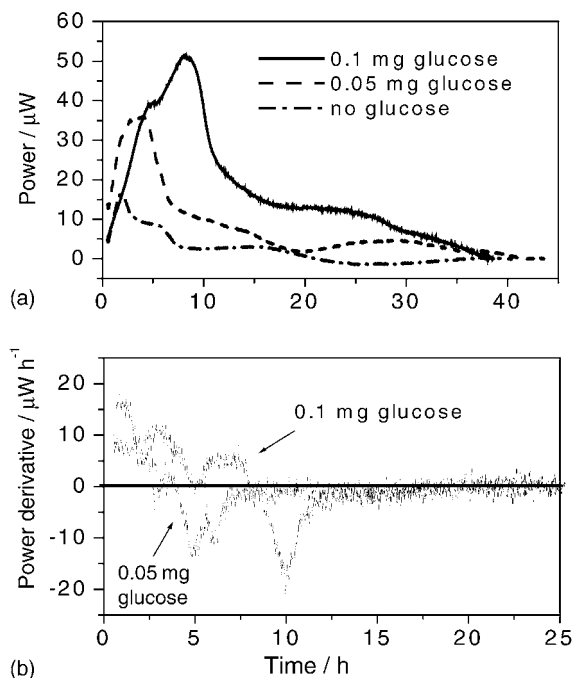 60
50
40
30
20
10
0
Power / μW
0.1 mg glucose
0.05 mg glucose
no glucose
0 10 20 30 40
(a)
20
10
0
-10
-20
Power derivative / μW h⁻¹
0.1 mg glucose
0.05 mg
glucose
0 5 10 15 20 25
Time / h
(b)